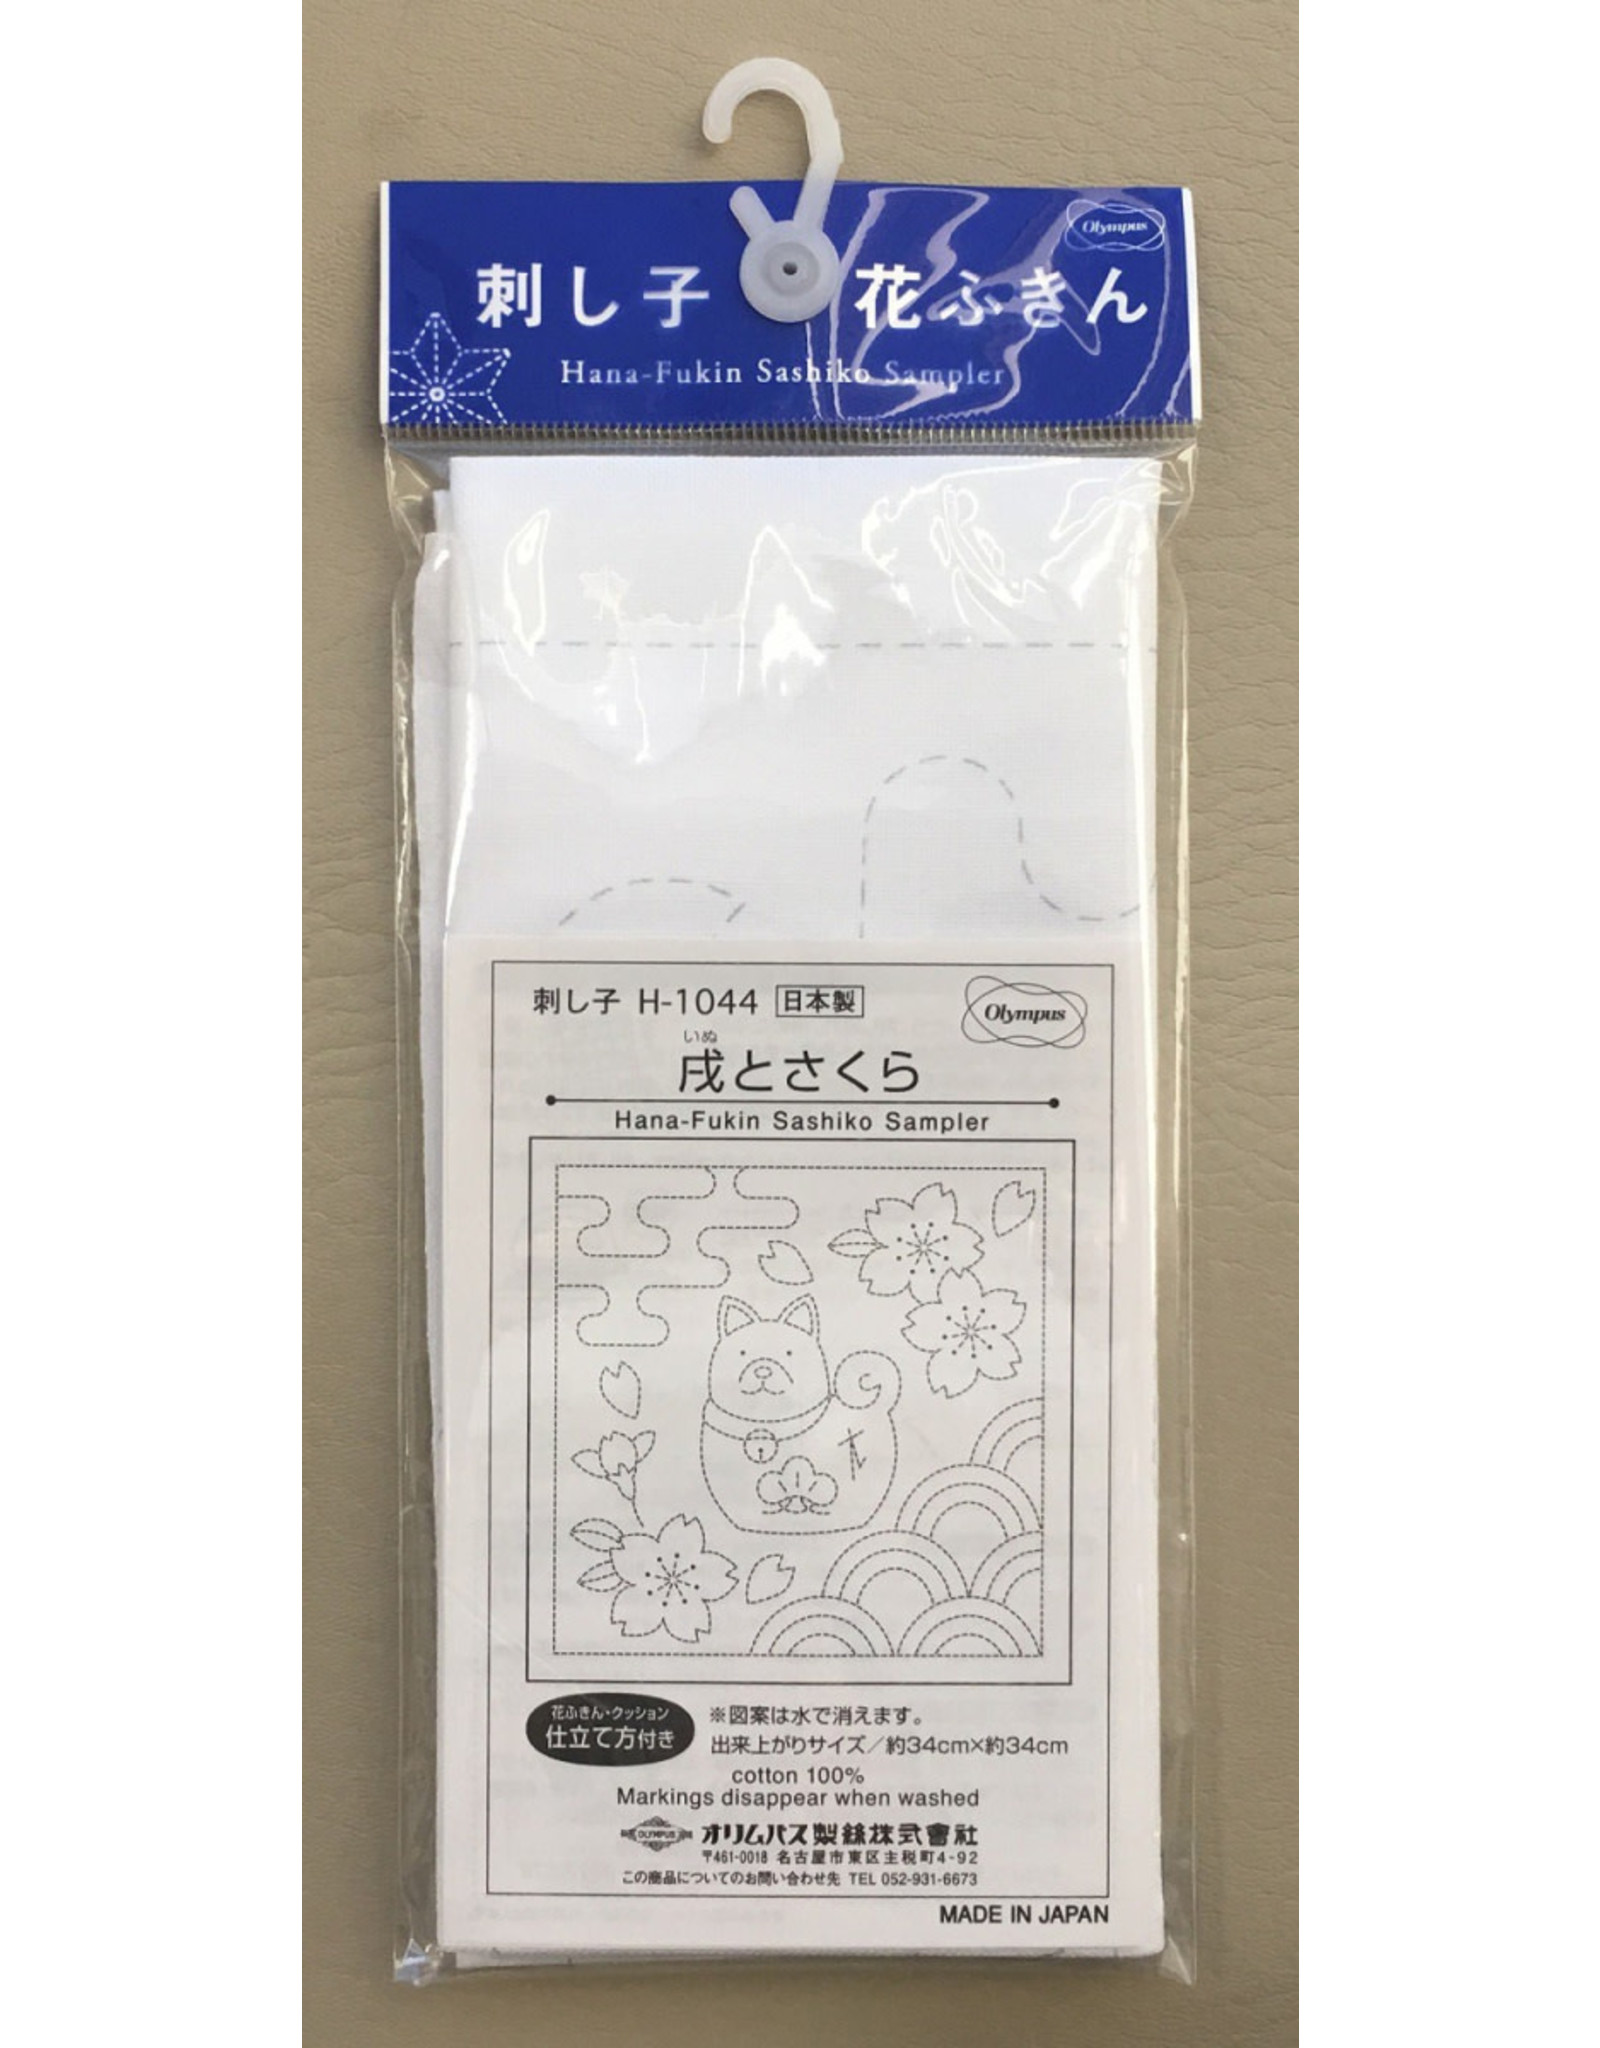 Olympus
刺し子 花ふきん
Hana-Fukin Sashiko Sampler
刺し子 H-1044 日本製
Olympus
いぬ
戌とさくら
Hana-Fukin Sashiko Sampler
花ふきん・クッション
仕立て方付き
※図案は水で消えます。
出来上がりサイズ/約34cm×約34cm
cotton 100%
Markings disappear when washed
OLYMPUS オリムパス製絲株式會社
〒461-0018 名古屋市東区主税町4-92
この商品についてのお問い合わせ先 TEL 052-931-6673
MADE IN JAPAN